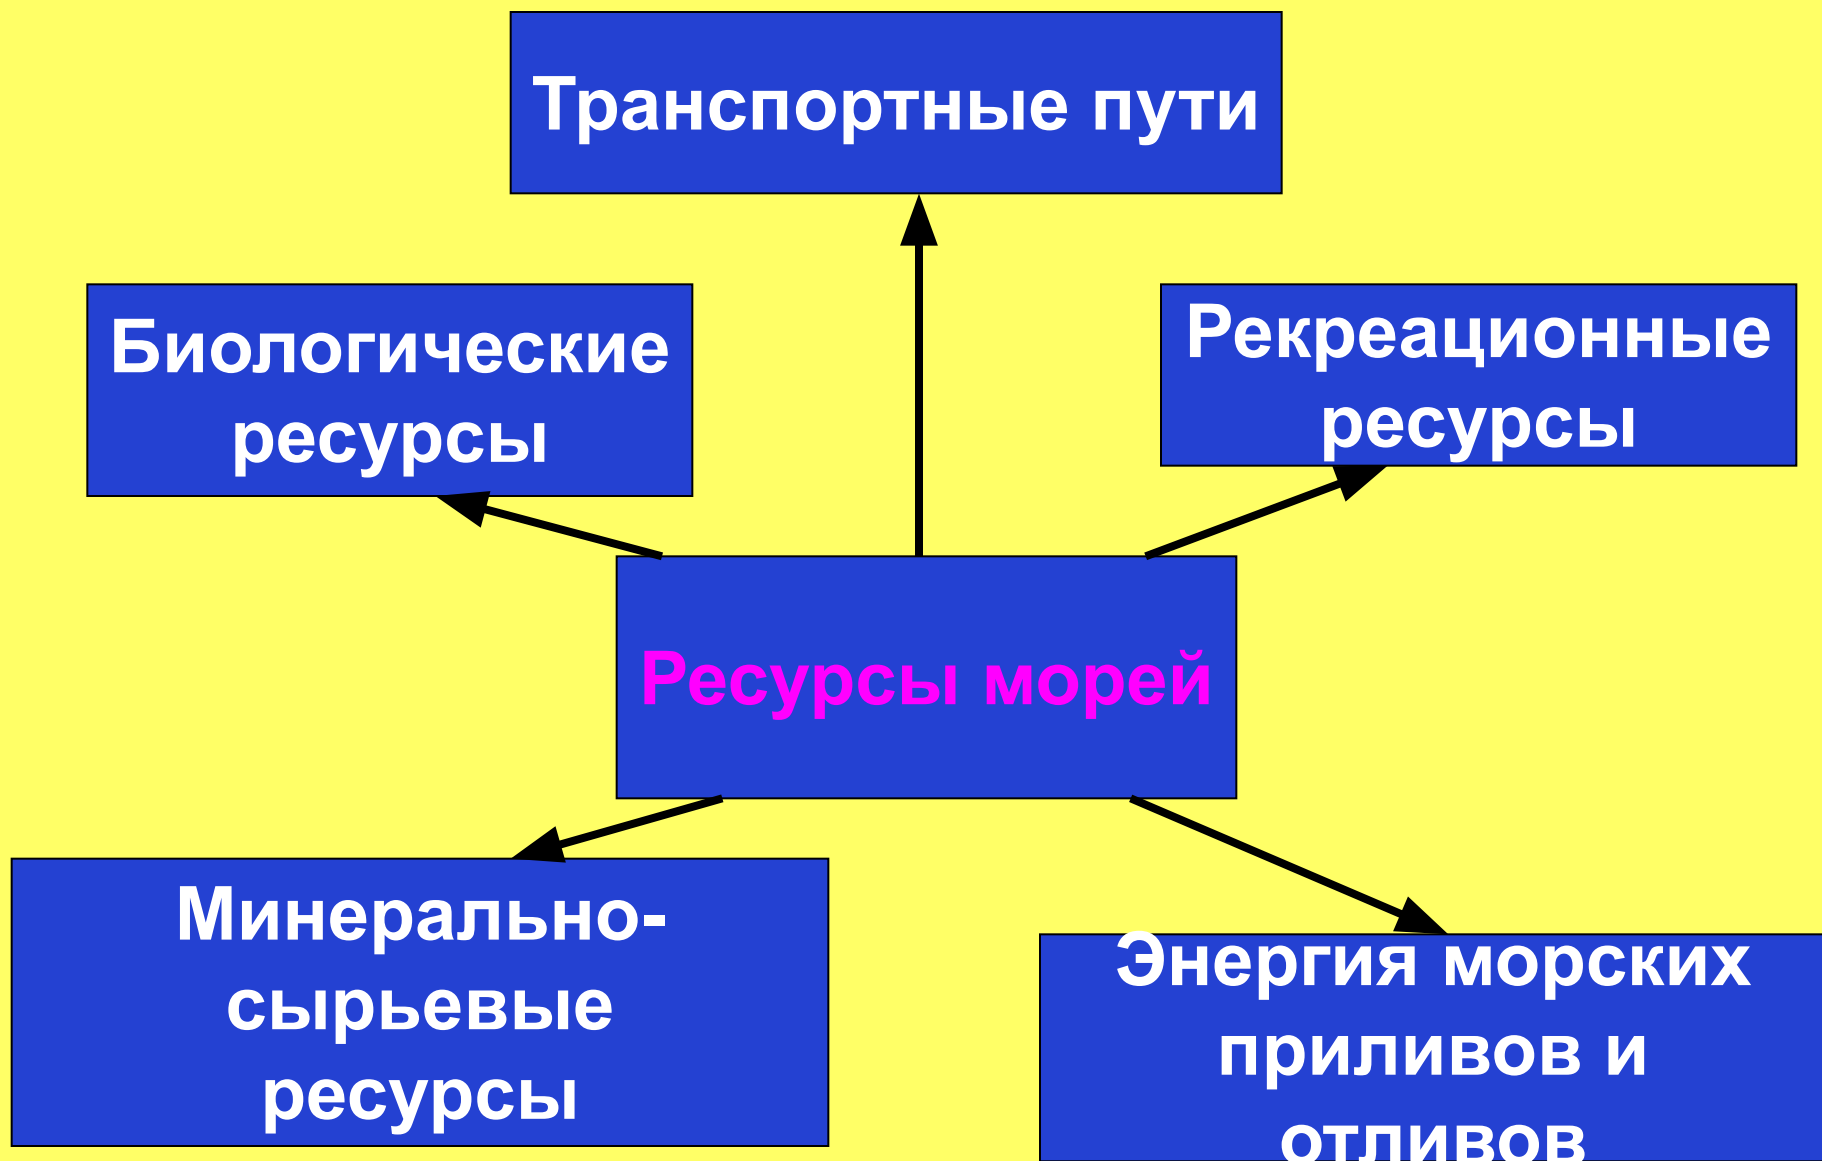 Транспортные пути
Биологические
ресурсы
Рекреационные
ресурсы
Ресурсы морей
Минерально-
сырьевые
ресурсы
Энергия морских
приливов и
отливов